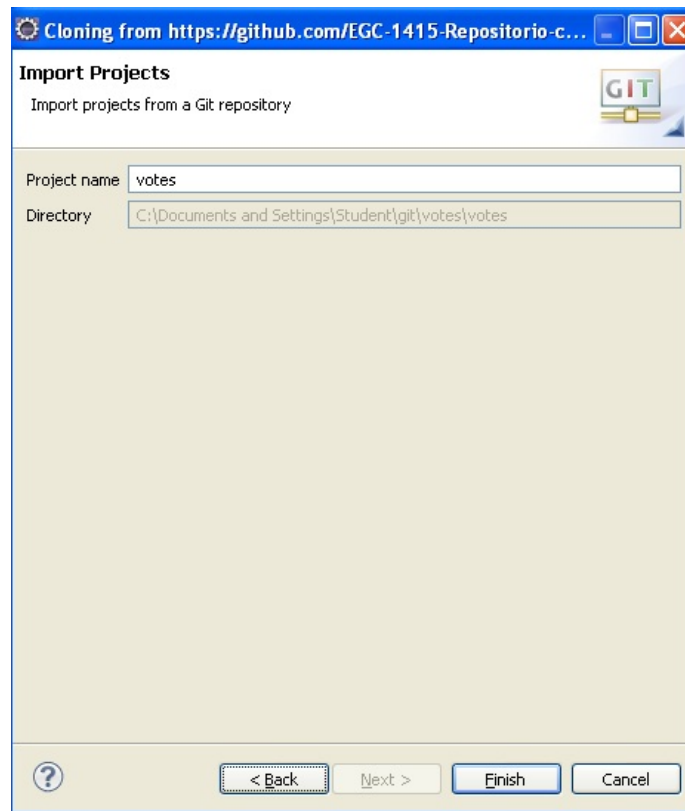 Cloning from https://github.com/EGC-1415-Repositorio-c...
Import Projects
Import projects from a Git repository
GIT
Project name votes
Directory C:\Documents and Settings\Student\git\votes\votes
? < Back Next > Finish Cancel